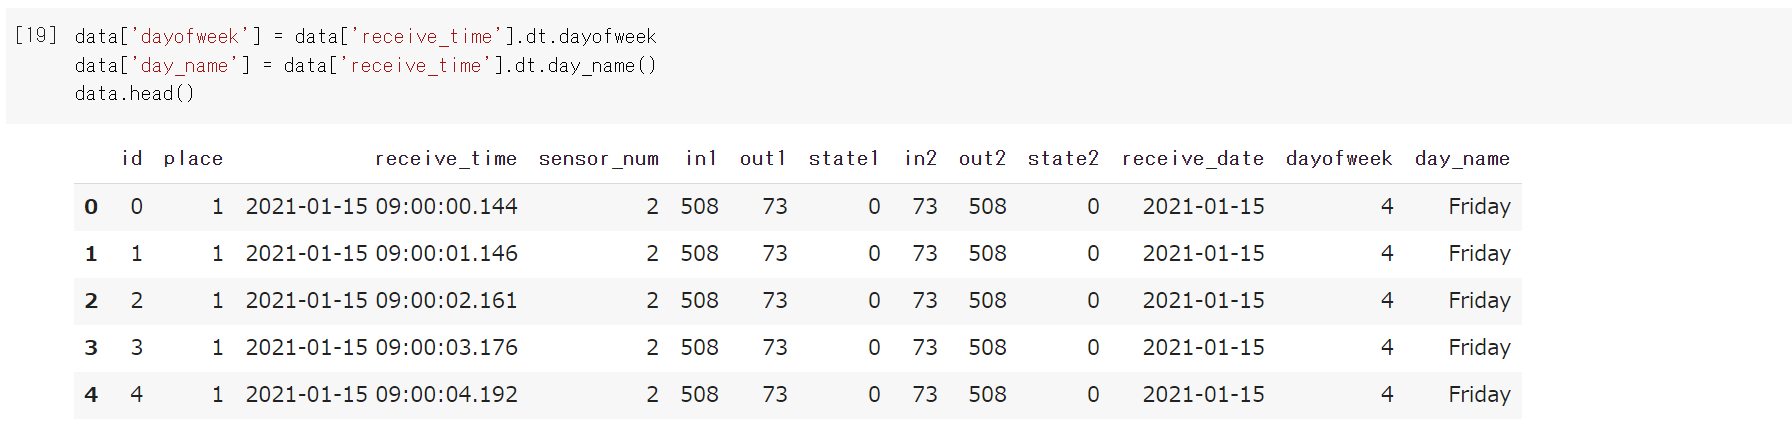 [19] data['dayofweek'] = data['receive_time'].dt.dayofweek
data['day_name'] = data['receive_time'].dt.day_name()
data.head()
id place receive_time sensor_num in1 out1 state1 in2 out2 state2 receive_date dayofweek day_name
0 0 1 2021-01-15 09:00:00.144 2 508 73 0 73 508 0 2021-01-15 4 Friday
1 1 1 2021-01-15 09:00:01.146 2 508 73 0 73 508 0 2021-01-15 4 Friday
2 2 1 2021-01-15 09:00:02.161 2 508 73 0 73 508 0 2021-01-15 4 Friday
3 3 1 2021-01-15 09:00:03.176 2 508 73 0 73 508 0 2021-01-15 4 Friday
4 4 1 2021-01-15 09:00:04.192 2 508 73 0 73 508 0 2021-01-15 4 Friday